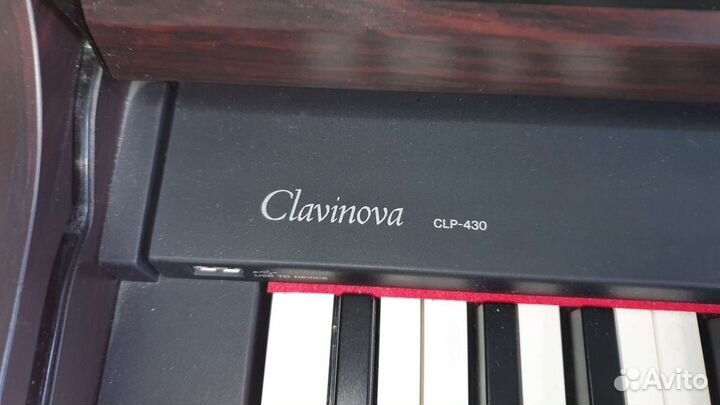 Clavinova CLP-430
USB TO DEVICE
Avito